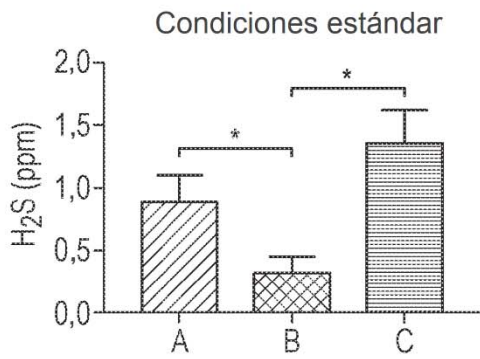 Condiciones estándar
H₂S (ppm)
2,0
1,5
1,0
0,5
0,0
*
*
A B C